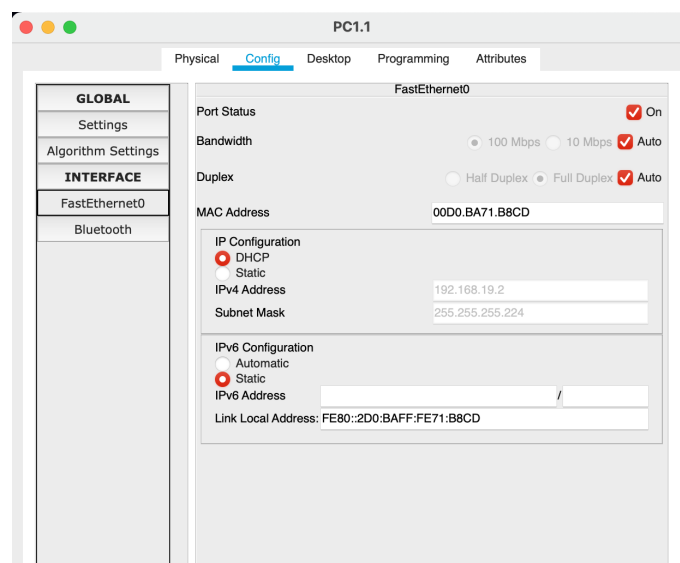 PC1.1
Physical Config Desktop Programming Attributes
GLOBAL
Settings
Algorithm Settings
INTERFACE
FastEthernet0
Bluetooth
FastEthernet0
Port Status On
Bandwidth 100 Mbps 10 Mbps Auto
Duplex Half Duplex Full Duplex Auto
MAC Address 00D0.BA71.B8CD
IP Configuration
DHCP
Static
IPv4 Address 192.168.19.2
Subnet Mask 255.255.255.224
IPv6 Configuration
Automatic
Static
IPv6 Address /
Link Local Address: FE80::2D0:BAFF:FE71:B8CD